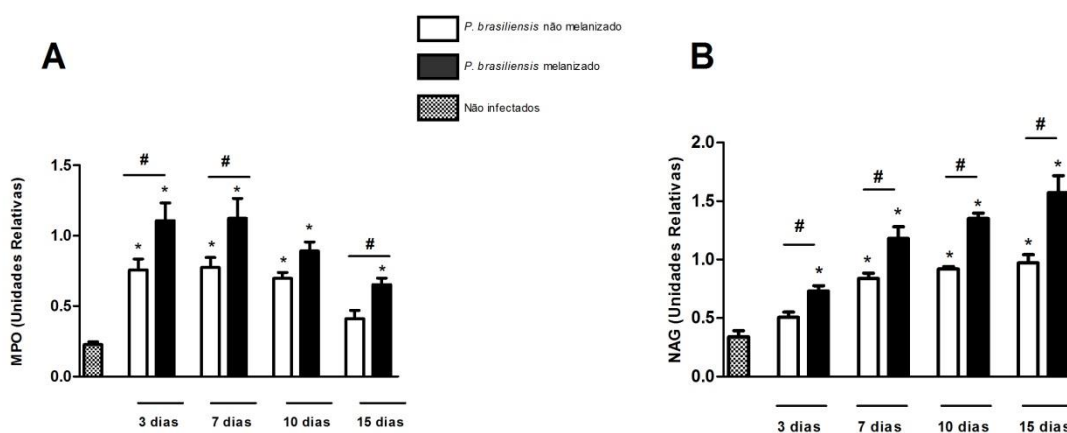 P. brasiliensis não melanizado
P. brasiliensis melanizado
Não infectados
A
MPO (Unidades Relativas)
1.5
1.0
0.5
0.0
#
#
#
*
*
*
*
*
*
*
3 dias
7 dias
10 dias
15 dias
B
NAG (Unidades Relativas)
2.0
1.5
1.0
0.5
0.0
#
#
#
#
*
*
*
*
*
*
*
3 dias
7 dias
10 dias
15 dias